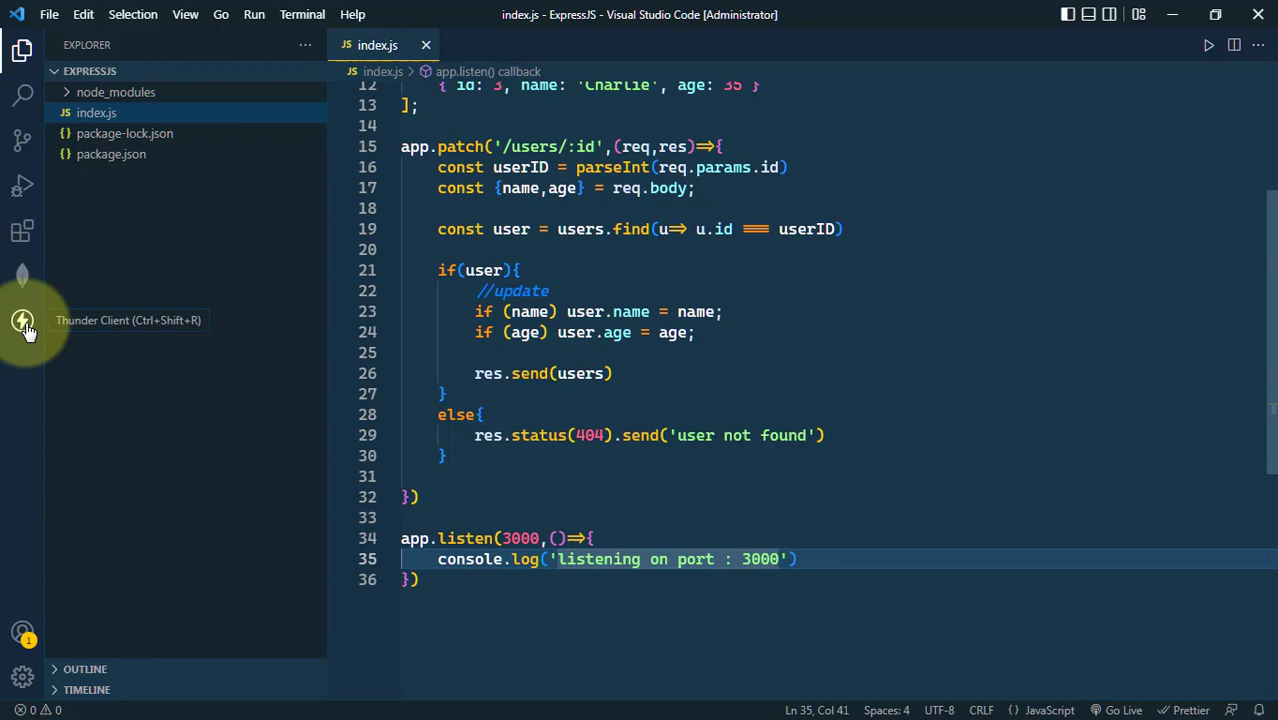 File Edit Selection View Go Run Terminal Help
index.js - ExpressJS - Visual Studio Code [Administrator]
EXPLORER
JS index.js
EXPRESSJS
JS index.js > app.listen() callback
node_modules
JS index.js
{} package-lock.json
{} package.json
Thunder Client (Ctrl+Shift+R)
12 { id: 3, name: 'Charlie', age: 35 }
13 ];
14
15 app.patch('/users/:id',(req,res)=>{
16 const userID = parseInt(req.params.id)
17 const {name,age} = req.body;
18
19 const user = users.find(u=> u.id === userID)
20
21 if(user){
22 //update
23 if (name) user.name = name;
24 if (age) user.age = age;
25
26 res.send(users)
27 }
28 else{
29 res.status(404).send('user not found')
30 }
31
32 })
33
34 app.listen(3000,()=>{
35 console.log('listening on port : 3000')
36 })
1
OUTLINE
TIMELINE
0 0
Ln 35, Col 41 Spaces: 4 UTF-8 CRLF {} JavaScript Go Live Prettier